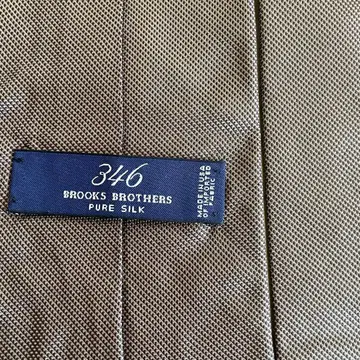 346
BROOKS BROTHERS
PURE SILK
MADE IN USA
OF IMPORTED
FABRIC